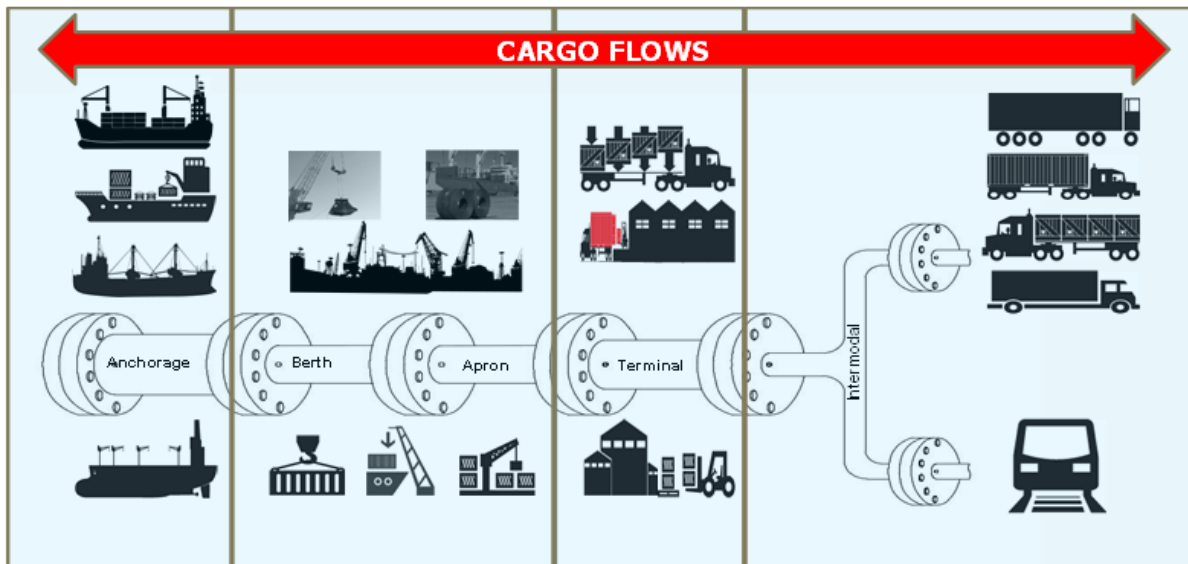 CARGO FLOWS
Anchorage
Berth
Apron
Terminal
Intermodal